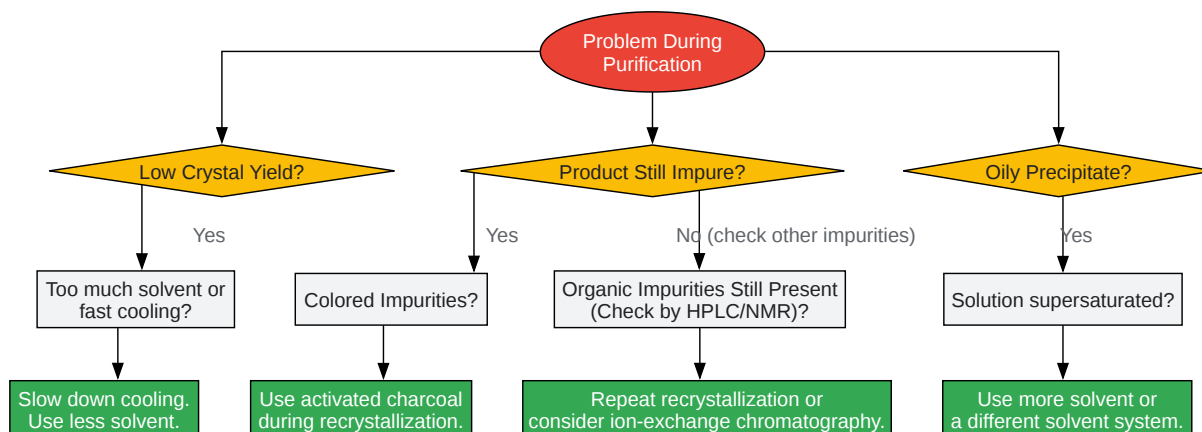 Problem During
Purification
Low Crystal Yield?
Product Still Impure?
Oily Precipitate?
Yes
Yes
No (check other impurities)
Yes
Too much solvent or
fast cooling?
Colored Impurities?
Organic Impurities Still Present
(Check by HPLC/NMR)?
Solution supersaturated?
Slow down cooling.
Use less solvent.
Use activated charcoal
during recrystallization.
Repeat recrystallization or
consider ion-exchange chromatography.
Use more solvent or
a different solvent system.